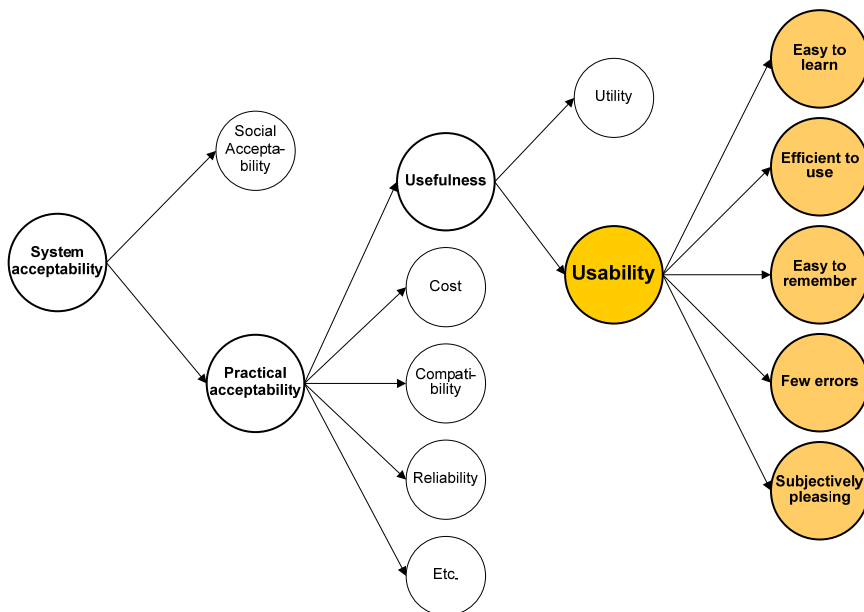 System
acceptability
Social
Accepta-
bility
Practical
acceptability
Usefulness
Cost
Compati-
bility
Reliability
Etc.
Utility
Usability
Easy to
learn
Efficient to
use
Easy to
remember
Few errors
Subjectively
pleasing